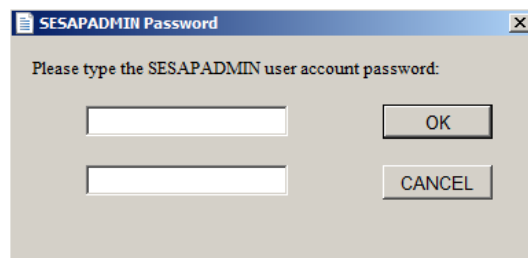 SESAPADMIN Password
Please type the SESAPADMIN user account password:
OK
CANCEL